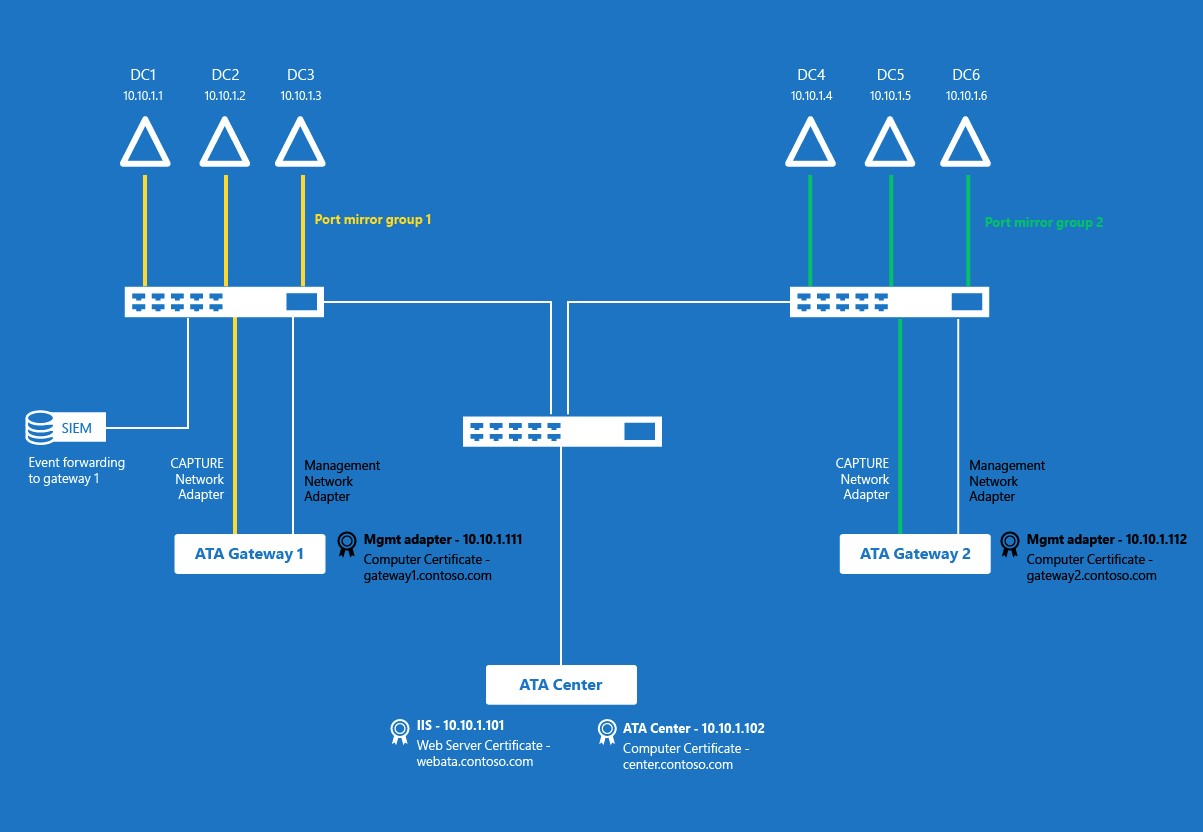 DC1
10.10.1.1
DC2
10.10.1.2
DC3
10.10.1.3
DC4
10.10.1.4
DC5
10.10.1.5
DC6
10.10.1.6
Port mirror group 1
Port mirror group 2
SIEM
Event forwarding
to gateway 1
CAPTURE
Network
Adapter
Management
Network
Adapter
CAPTURE
Network
Adapter
Management
Network
Adapter
ATA Gateway 1
Mgmt adapter - 10.10.1.111
Computer Certificate -
gateway1.contoso.com
ATA Gateway 2
Mgmt adapter - 10.10.1.112
Computer Certificate -
gateway2.contoso.com
ATA Center
IIS - 10.10.1.101
Web Server Certificate -
webata.contoso.com
ATA Center - 10.10.1.102
Computer Certificate -
center.contoso.com